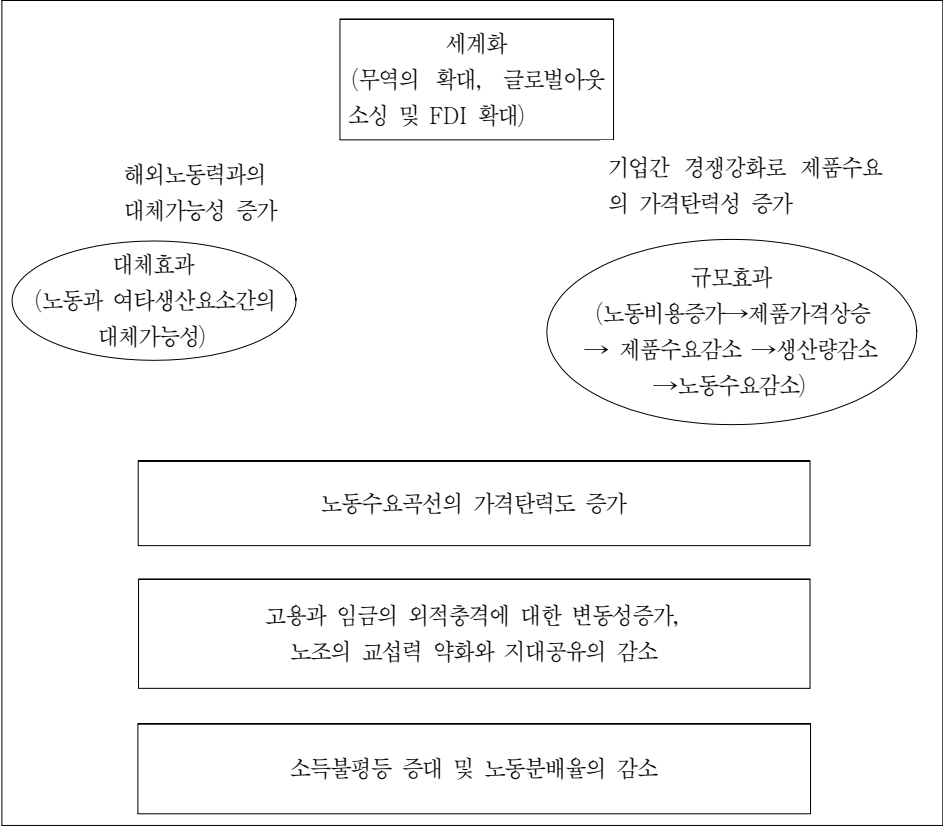 세계화
(무역의 확대, 글로벌아웃
소싱 및 FDI 확대)
해외노동력과의
대체가능성 증가
기업간 경쟁강화로 제품수요
의 가격탄력성 증가
대체효과
(노동과 여타생산요소간의
대체가능성)
규모효과
(노동비용증가→제품가격상승
→ 제품수요감소 →생산량감소
→노동수요감소)
노동수요곡선의 가격탄력도 증가
고용과 임금의 외적충격에 대한 변동성증가,
노조의 교섭력 약화와 지대공유의 감소
소득불평등 증대 및 노동분배율의 감소